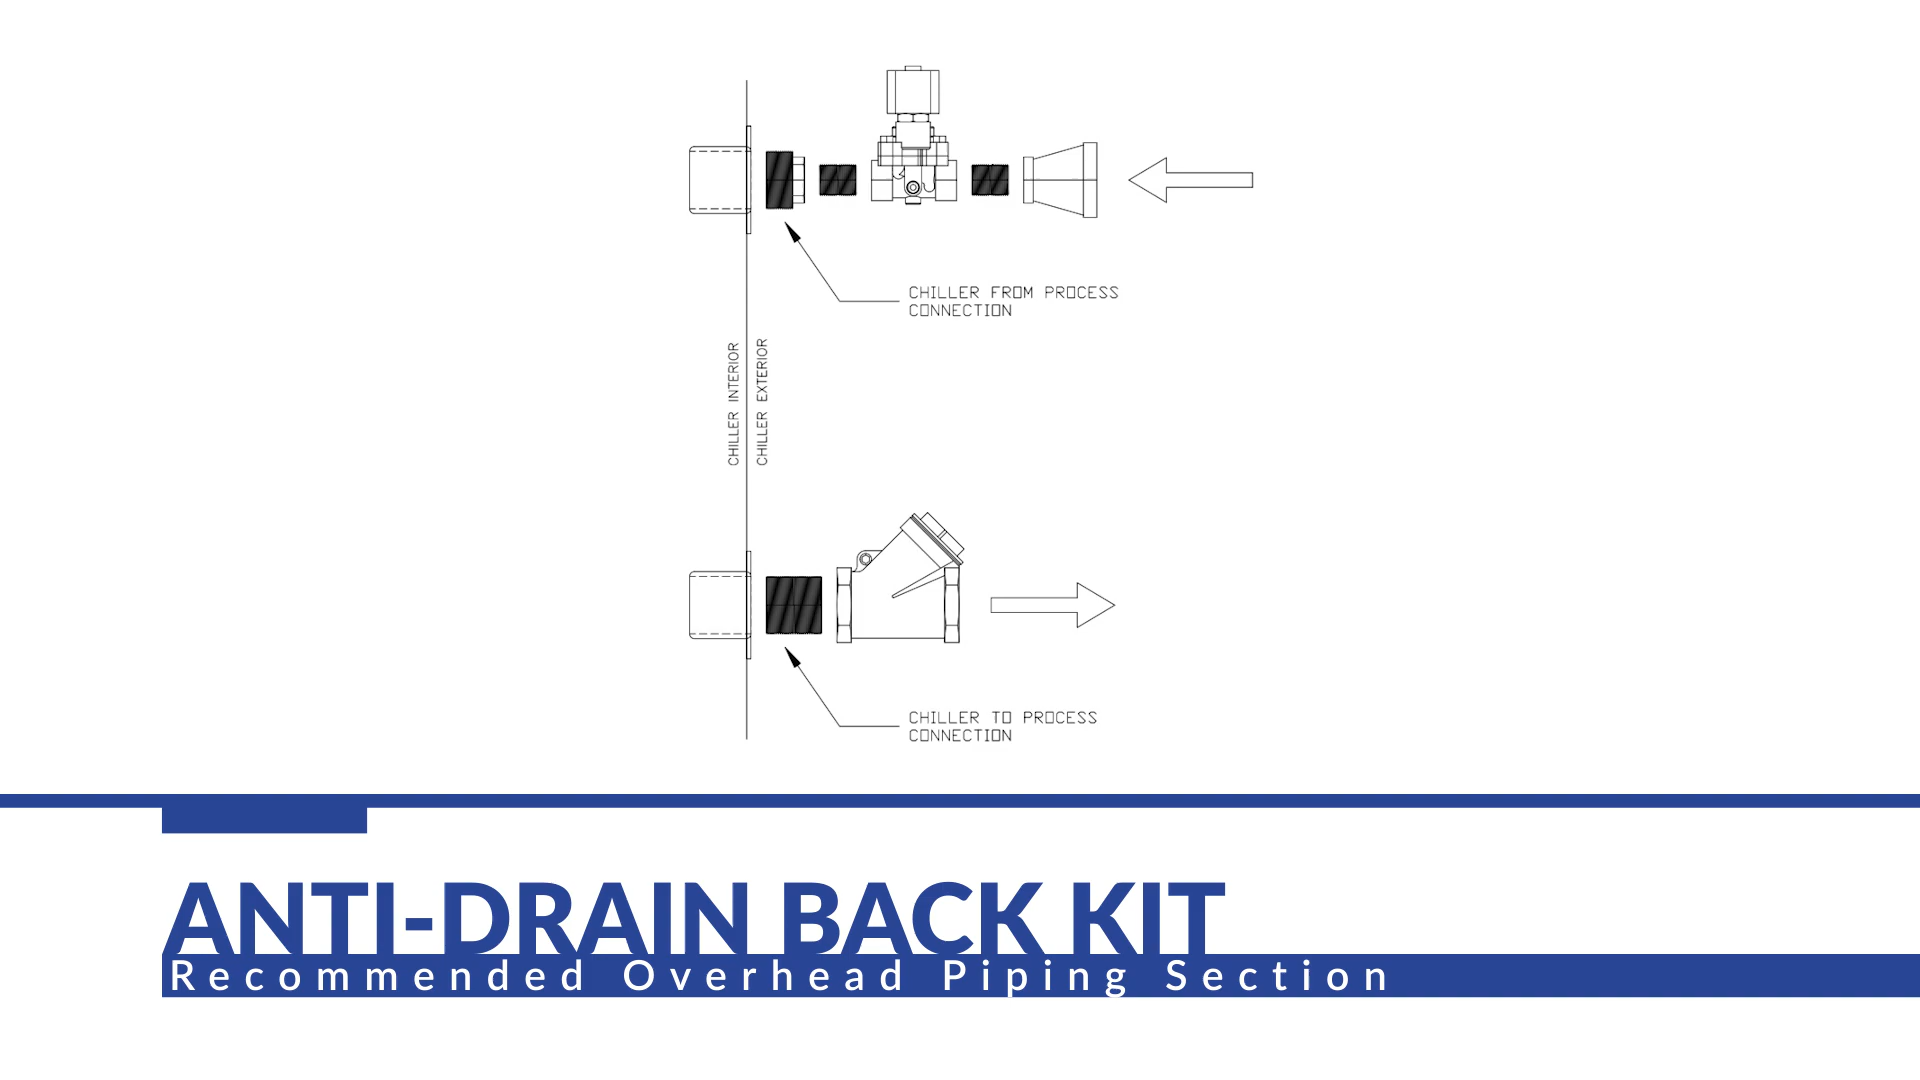 CHILLER FROM PROCESS
CONNECTION
CHILLER INTERIOR
CHILLER EXTERIOR
CHILLER TO PROCESS
CONNECTION
ANTI-DRAIN BACK KIT
Recommended Overhead Piping Section